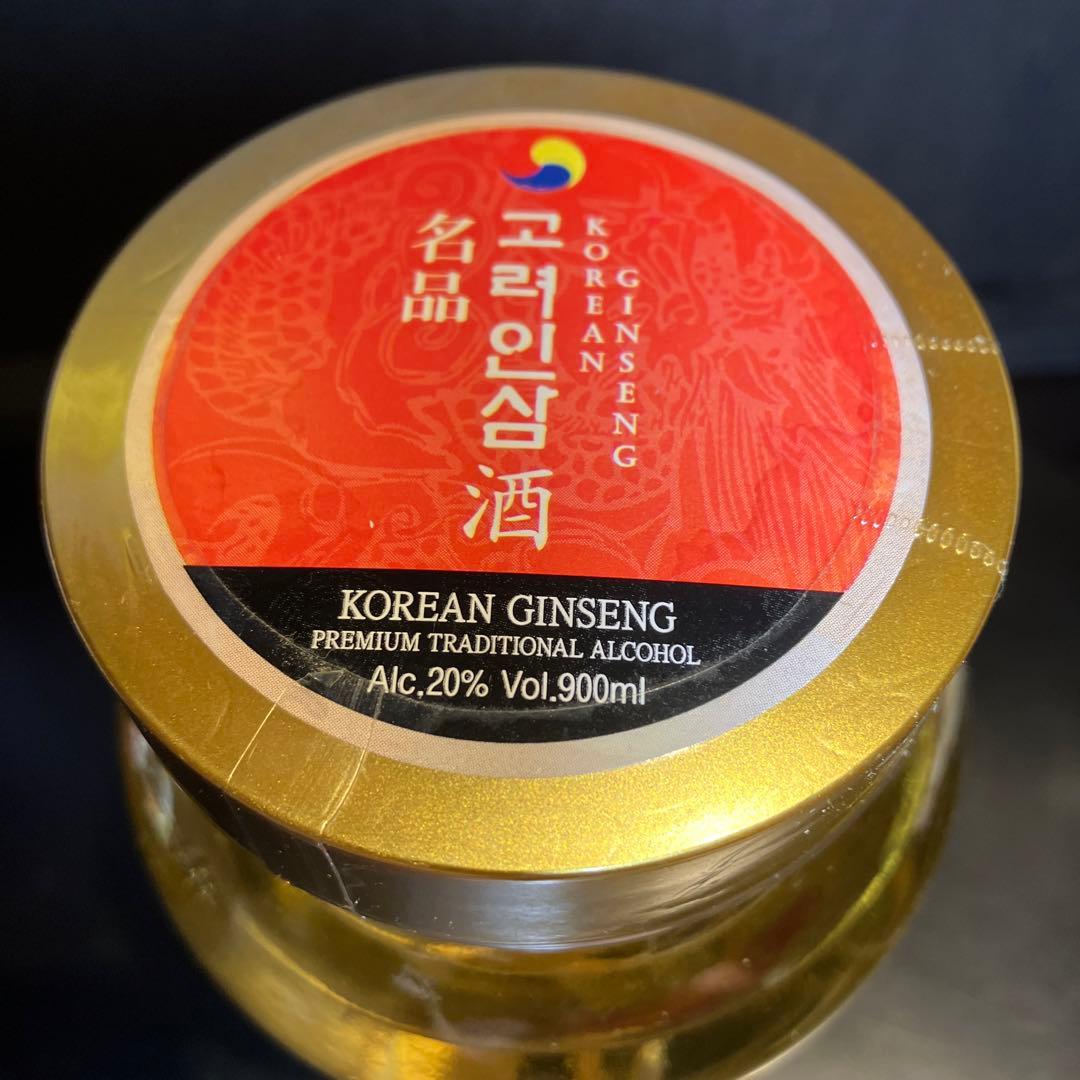 名品
고려인삼酒
KOREAN
GINSENG
KOREAN GINSENG
PREMIUM TRADITIONAL ALCOHOL
Alc.20% Vol.900ml